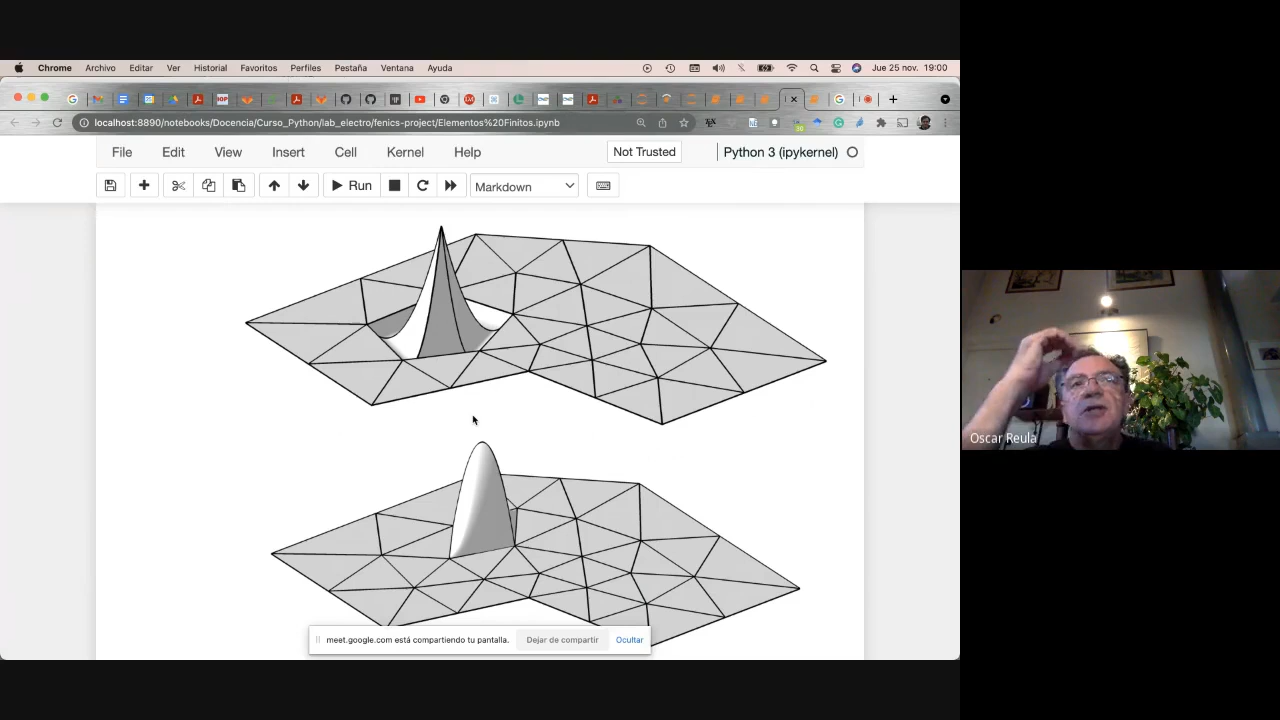 Chrome Archivo Editar Ver Historial Favoritos Perfiles Pestaña Ventana Ayuda Jue 25 nov. 19:00
localhost:8890/notebooks/Docencia/Curso_Python/lab_electro/fenics-project/Elementos%20Finitos.ipynb
File Edit View Insert Cell Kernel Help Not Trusted Python 3 (ipykernel)
Run Markdown
Oscar Reula
meet.google.com está compartiendo tu pantalla. Dejar de compartir Ocultar